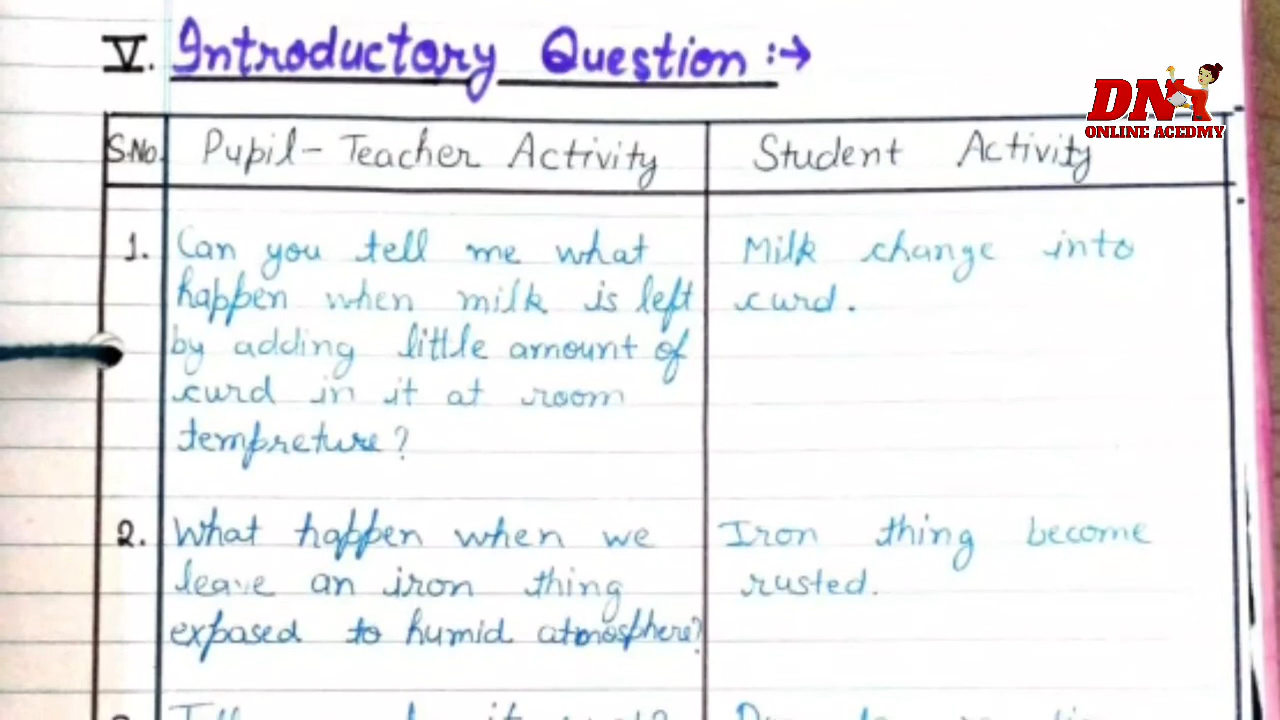 V. Introductory Question :→
DNA
ONLINE ACEDMY
S.No. Pupil- Teacher Activity Student Activity
1. Can you tell me what Milk change into
happen when milk is left curd.
by adding little amount of
curd in it at room
tempreture?
2. What happen when we Iron thing become
leave an iron thing rusted.
exposed to humid atmosphere?